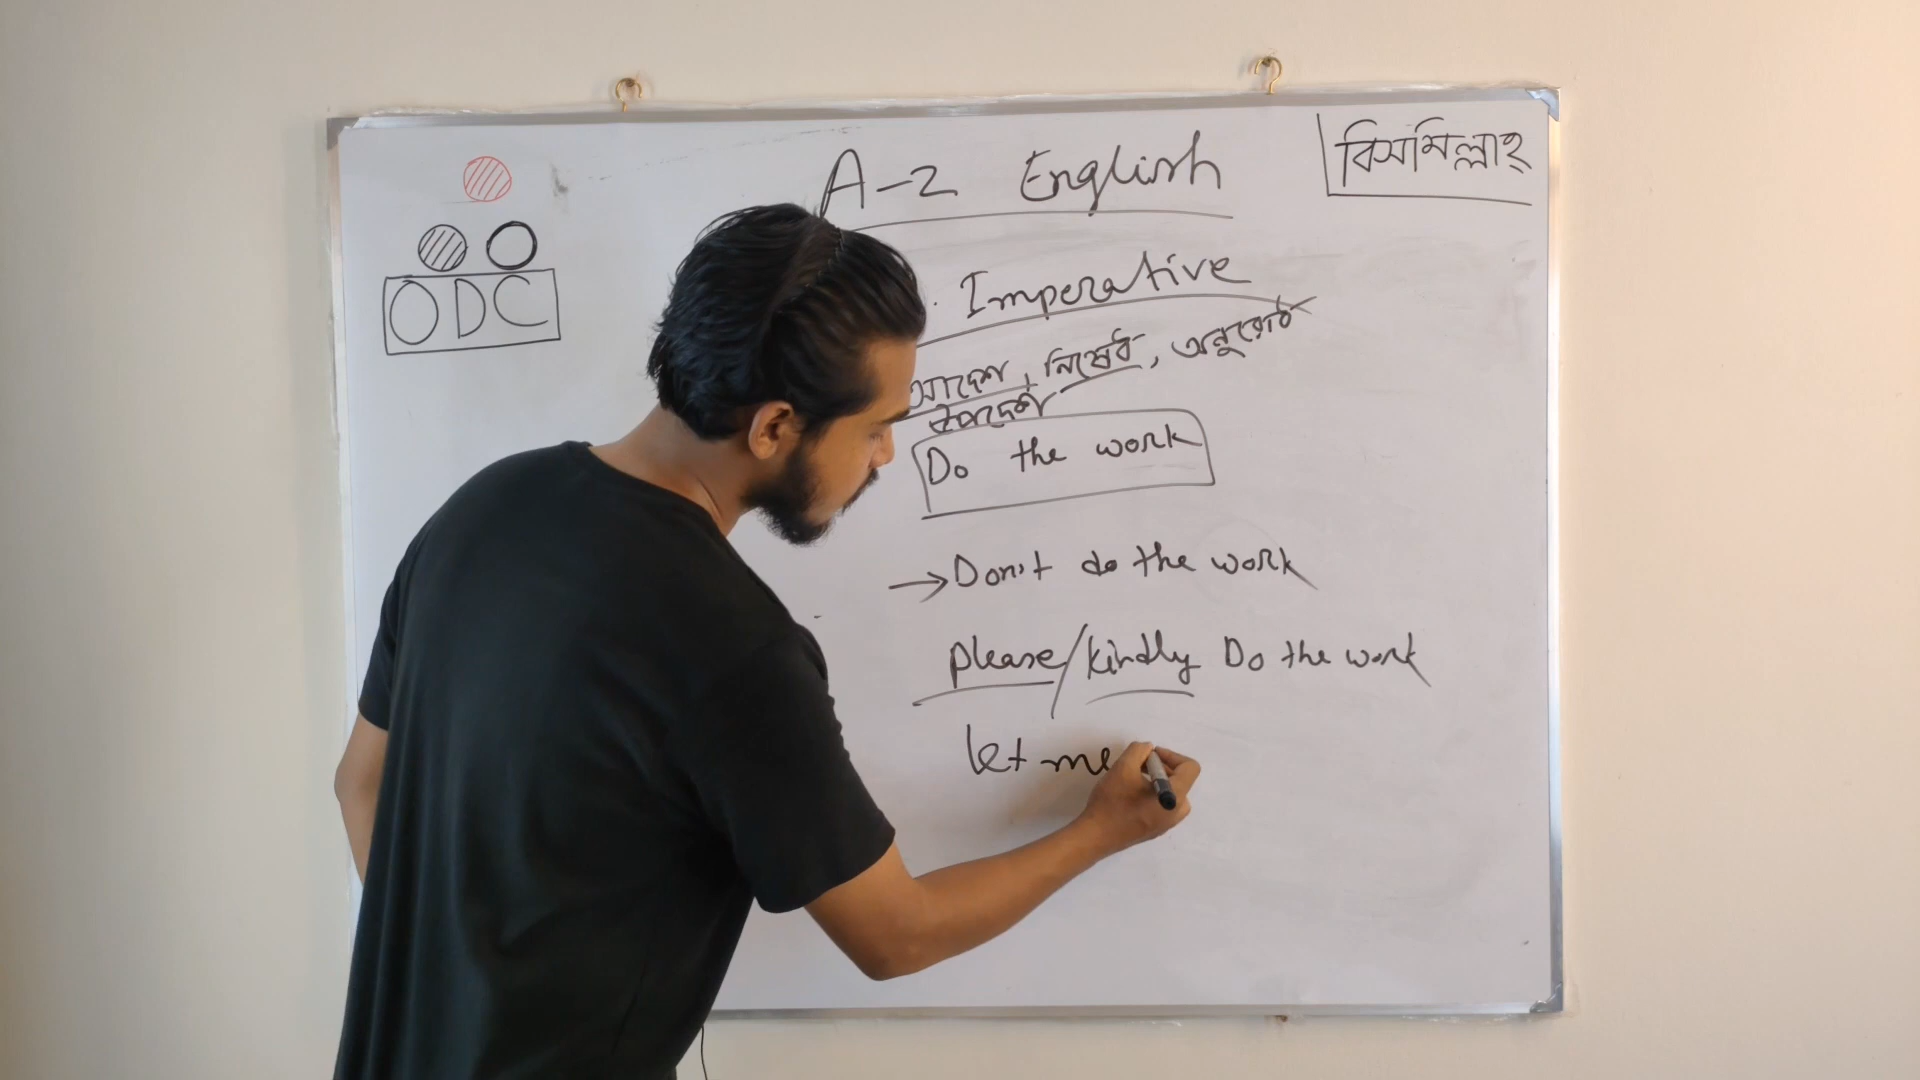 A-Z English
বিসমিল্লাহ
ODC
Imperative
আদেশ, নিষেধ, অনুরোধ
উপদেশ
Do the work
→ Don't do the work
please/kindly Do the work
let me